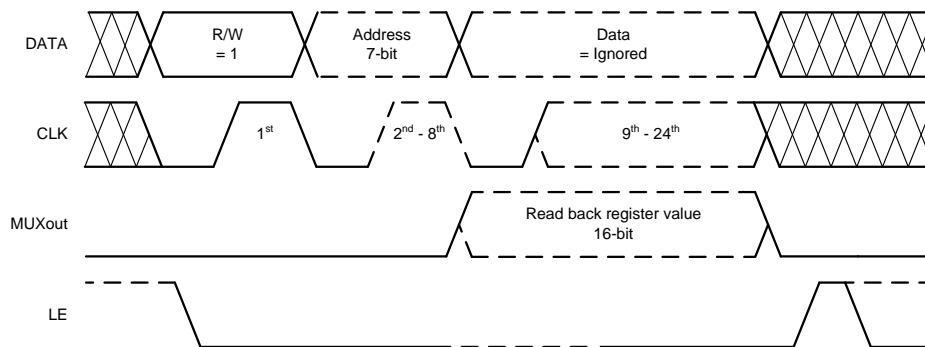 DATA
R/W
= 1
Address
7-bit
Data
= Ignored
CLK
1st
2nd - 8th
9th - 24th
MUXout
Read back register value
16-bit
LE